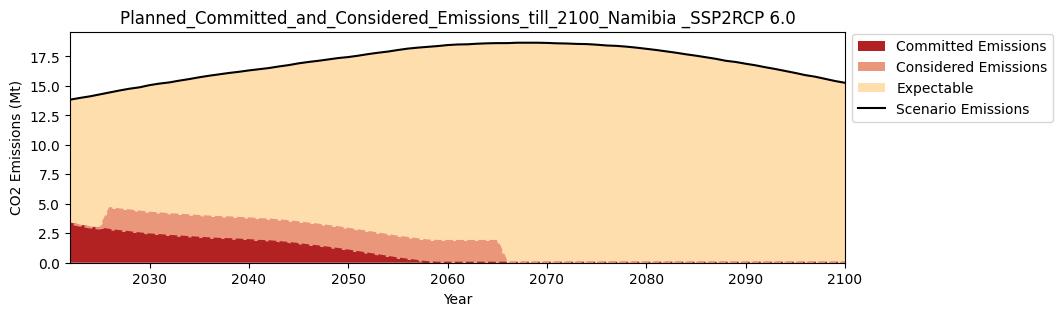 Planned_Committed_and_Considered_Emissions_till_2100_Namibia _SSP2RCP 6.0
Committed Emissions
Considered Emissions
Expectable
Scenario Emissions
CO2 Emissions (Mt)
17.5
15.0
12.5
10.0
7.5
5.0
2.5
0.0
2030 2040 2050 2060 2070 2080 2090 2100
Year